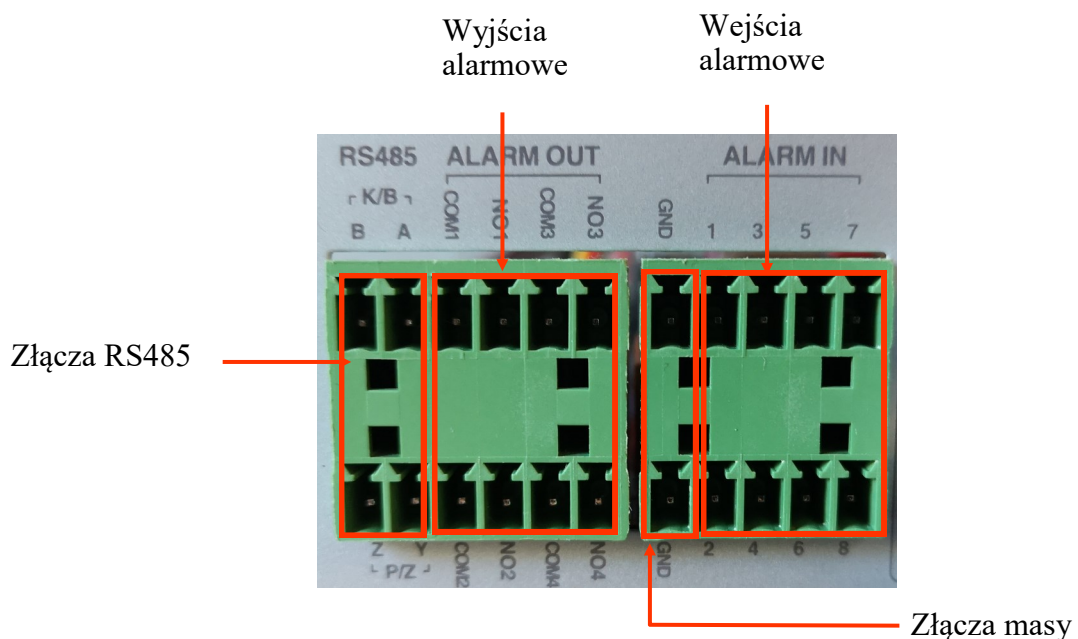 Wyjścia
alarmowe
Wejścia
alarmowe
RS485 ALARM OUT ALARM IN
K/B
B A COM1 NO1 COM3 NO3 GND 1 3 5 7
Złącza RS485
Z Y COM2 NO2 COM4 NO4 GND 2 4 6 8
P/Z
Złącza masy